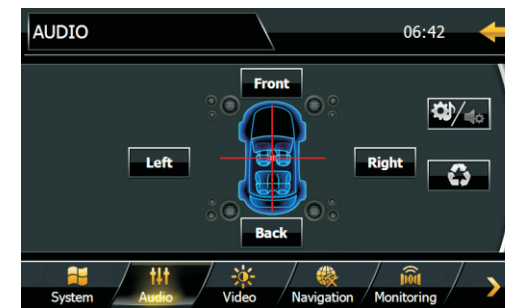 AUDIO 06:42
Front
Left Right
Back
System Audio Video Navigation Monitoring